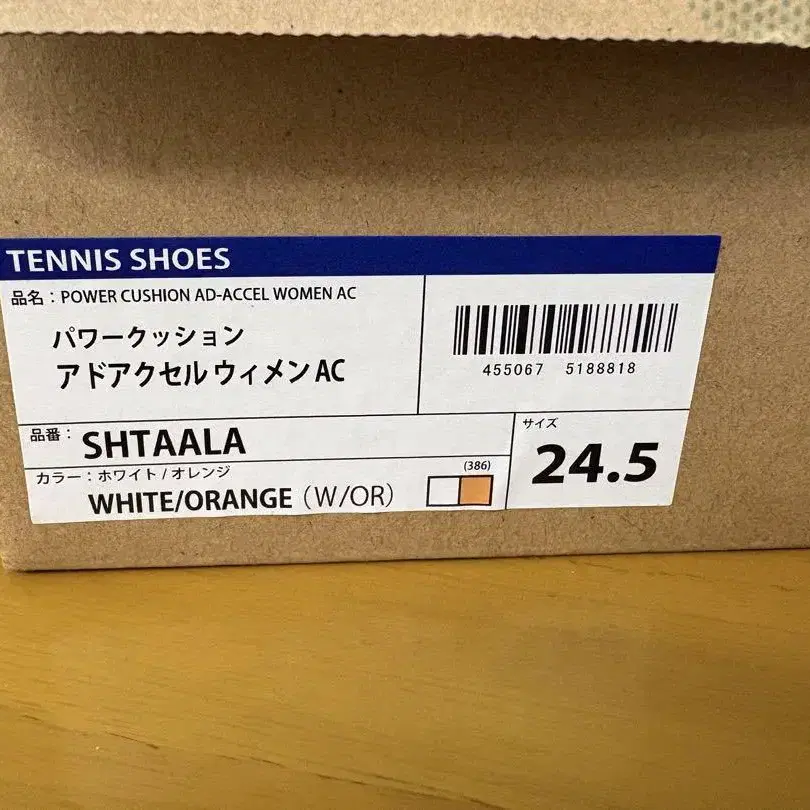 TENNIS SHOES
品名：POWER CUSHION AD-ACCEL WOMEN AC
パワークッション
アドアクセル ウィメン AC
455067 5188818
品番：SHTAALA
サイズ
24.5
カラー：ホワイト / オレンジ
(386)
WHITE/ORANGE（W/OR）